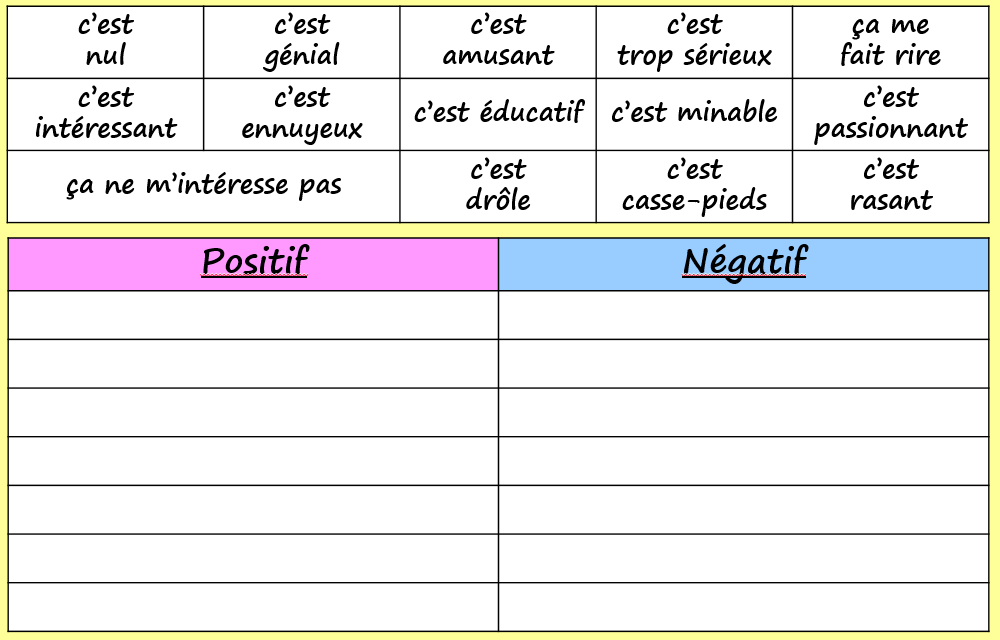 c’est
nul
c’est
génial
c’est
amusant
c’est
trop sérieux
ça me
fait rire
c’est
intéressant
c’est
ennuyeux
c’est éducatif
c’est minable
c’est
passionnant
ça ne m’intéresse pas
c’est
drôle
c’est
casse-pieds
c’est
rasant
Positif
Négatif